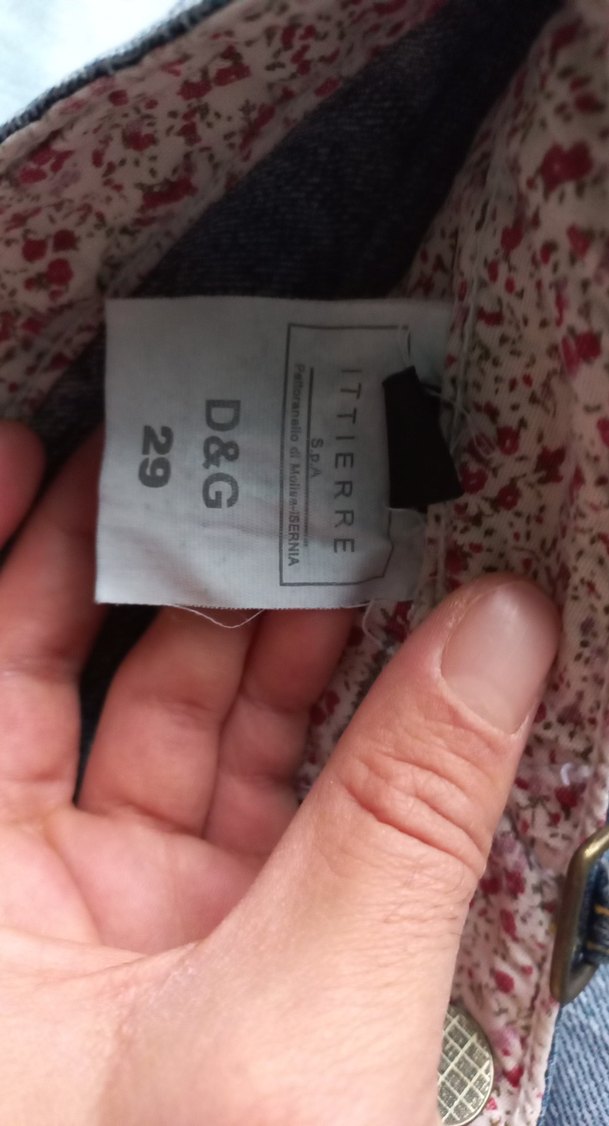 ITTIERRE
S.p.A
Pettoranello di Molise-ISERNIA
D&G
29